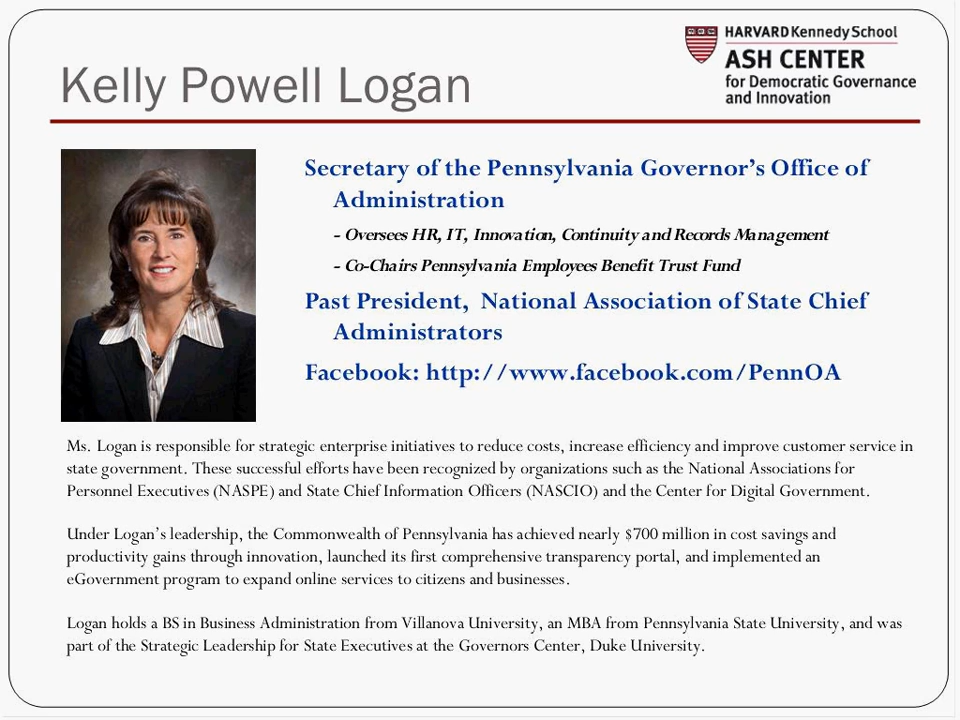 HARVARD Kennedy School
ASH CENTER
for Democratic Governance
and Innovation
Kelly Powell Logan
Secretary of the Pennsylvania Governor's Office of
Administration
- Oversees HR, IT, Innovation, Continuity and Records Management
- Co-Chairs Pennsylvania Employees Benefit Trust Fund
Past President, National Association of State Chief
Administrators
Facebook: http://www.facebook.com/PennOA
Ms. Logan is responsible for strategic enterprise initiatives to reduce costs, increase efficiency and improve customer service in
state government. These successful efforts have been recognized by organizations such as the National Associations for
Personnel Executives (NASPE) and State Chief Information Officers (NASCIO) and the Center for Digital Government.
Under Logan's leadership, the Commonwealth of Pennsylvania has achieved nearly $700 million in cost savings and
productivity gains through innovation, launched its first comprehensive transparency portal, and implemented an
eGovernment program to expand online services to citizens and businesses.
Logan holds a BS in Business Administration from Villanova University, an MBA from Pennsylvania State University, and was
part of the Strategic Leadership for State Executives at the Governors Center, Duke University.